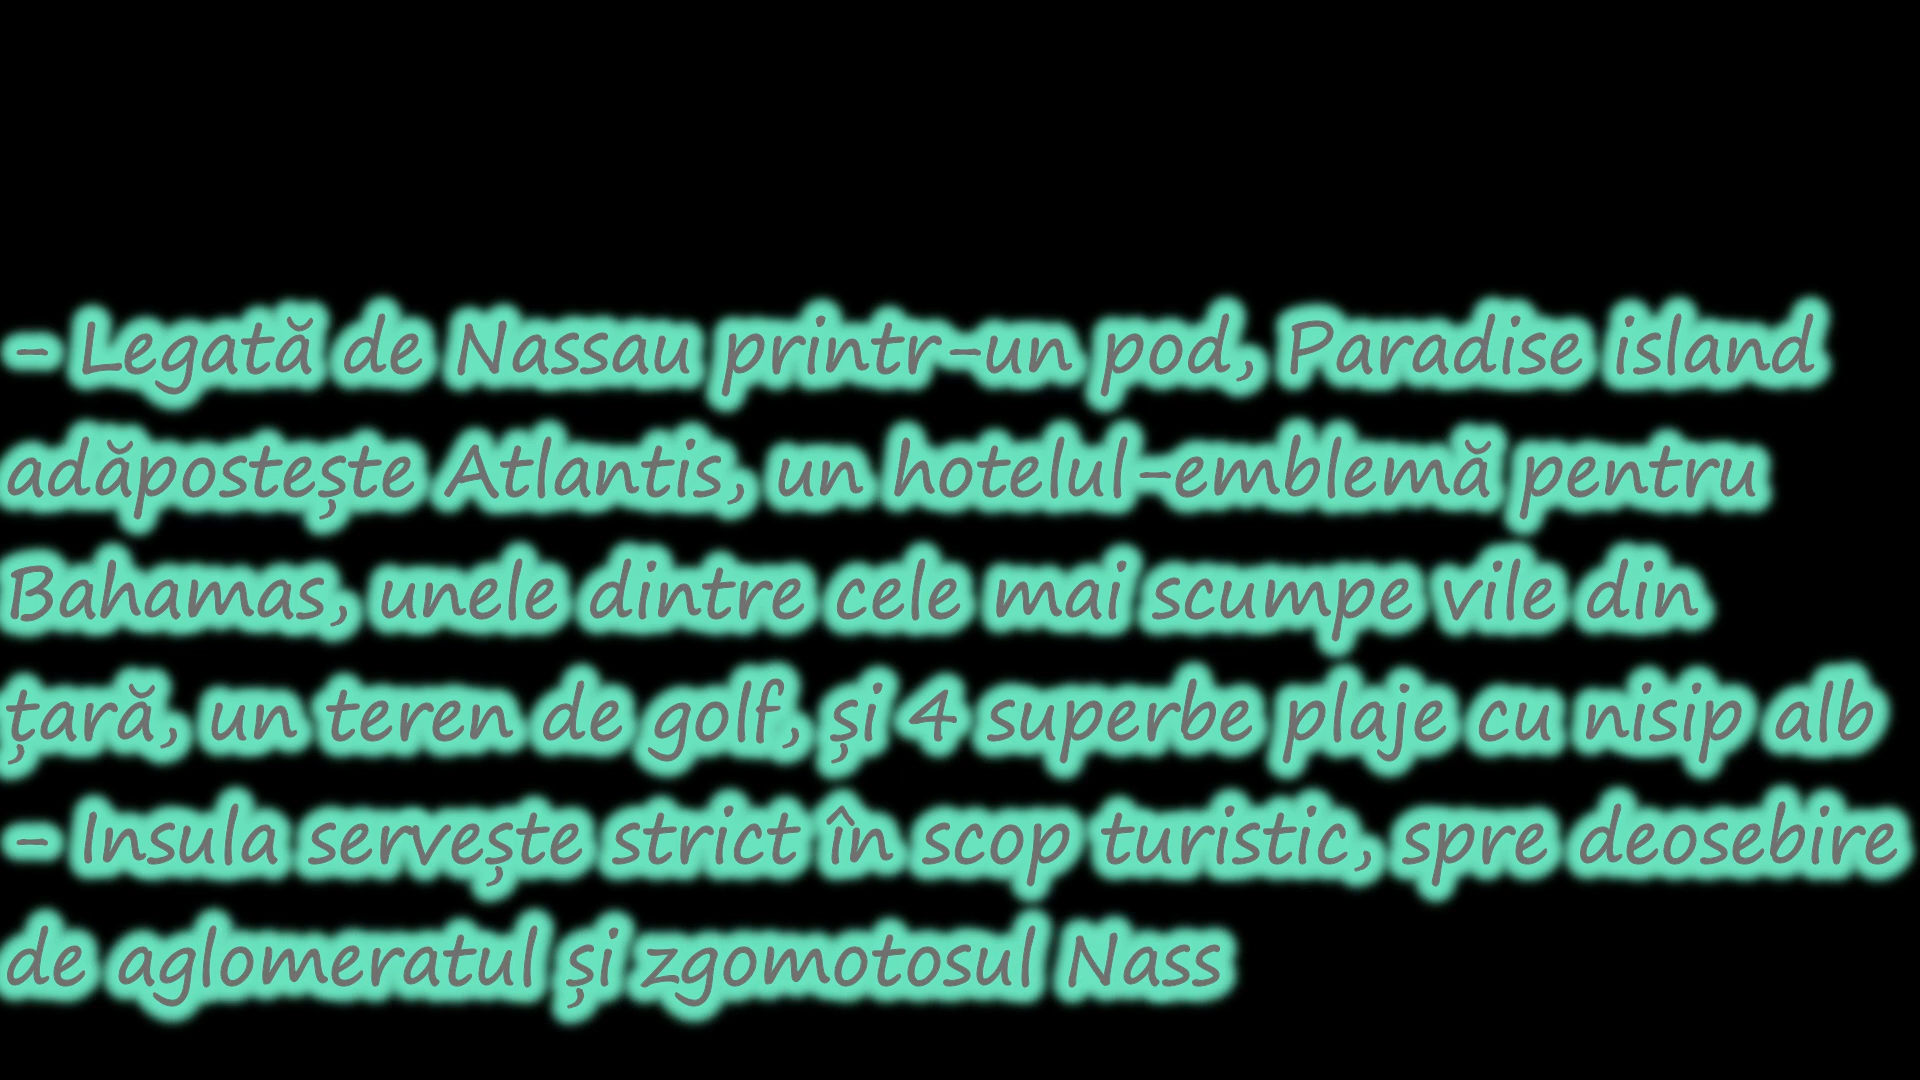 - Legată de Nassau printr-un pod, Paradise island
adăpostește Atlantis, un hotelul-emblemă pentru
Bahamas, unele dintre cele mai scumpe vile din
țară, un teren de golf, și 4 superbe plaje cu nisip alb
- Insula servește strict în scop turistic, spre deosebire
de aglomeratul și zgomotosul Nass